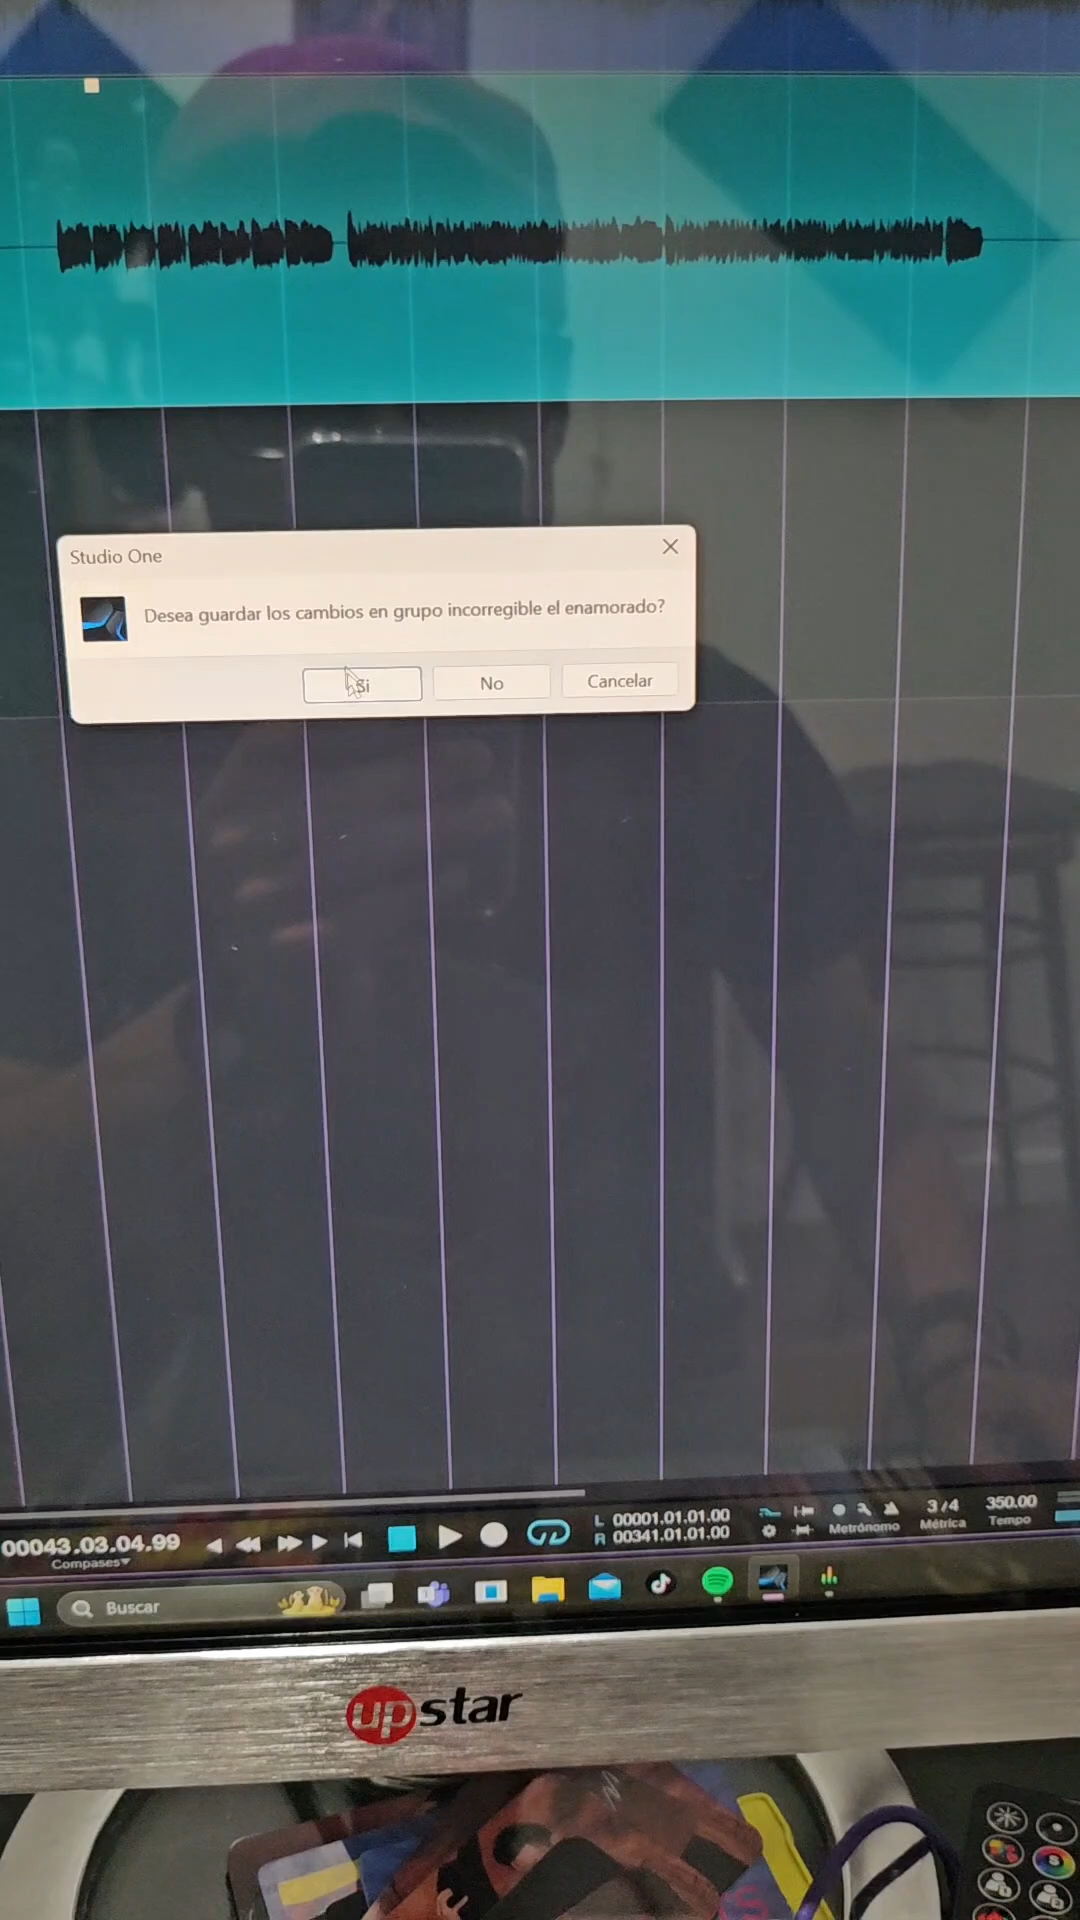 Studio One
Desea guardar los cambios en grupo incorregible el enamorado?
Si
No
Cancelar
00043.03.04.99
Compases
L 00001.01.01.00
R 00341.01.01.00
Metrónomo
3 / 4
Métrica
350.00
Tempo
Buscar
upstar